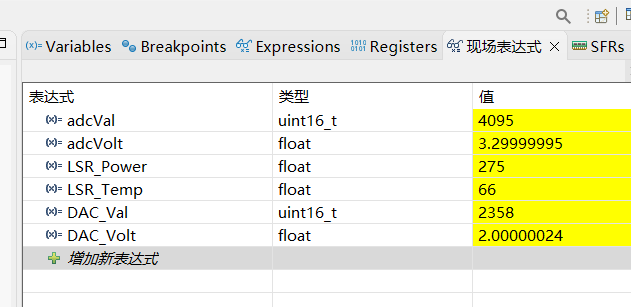 Variables Breakpoints Expressions Registers 现场表达式 SFRs
表达式 类型 值
adcVal uint16_t 4095
adcVolt float 3.29999995
LSR_Power float 275
LSR_Temp float 66
DAC_Val uint16_t 2358
DAC_Volt float 2.00000024
增加新表达式